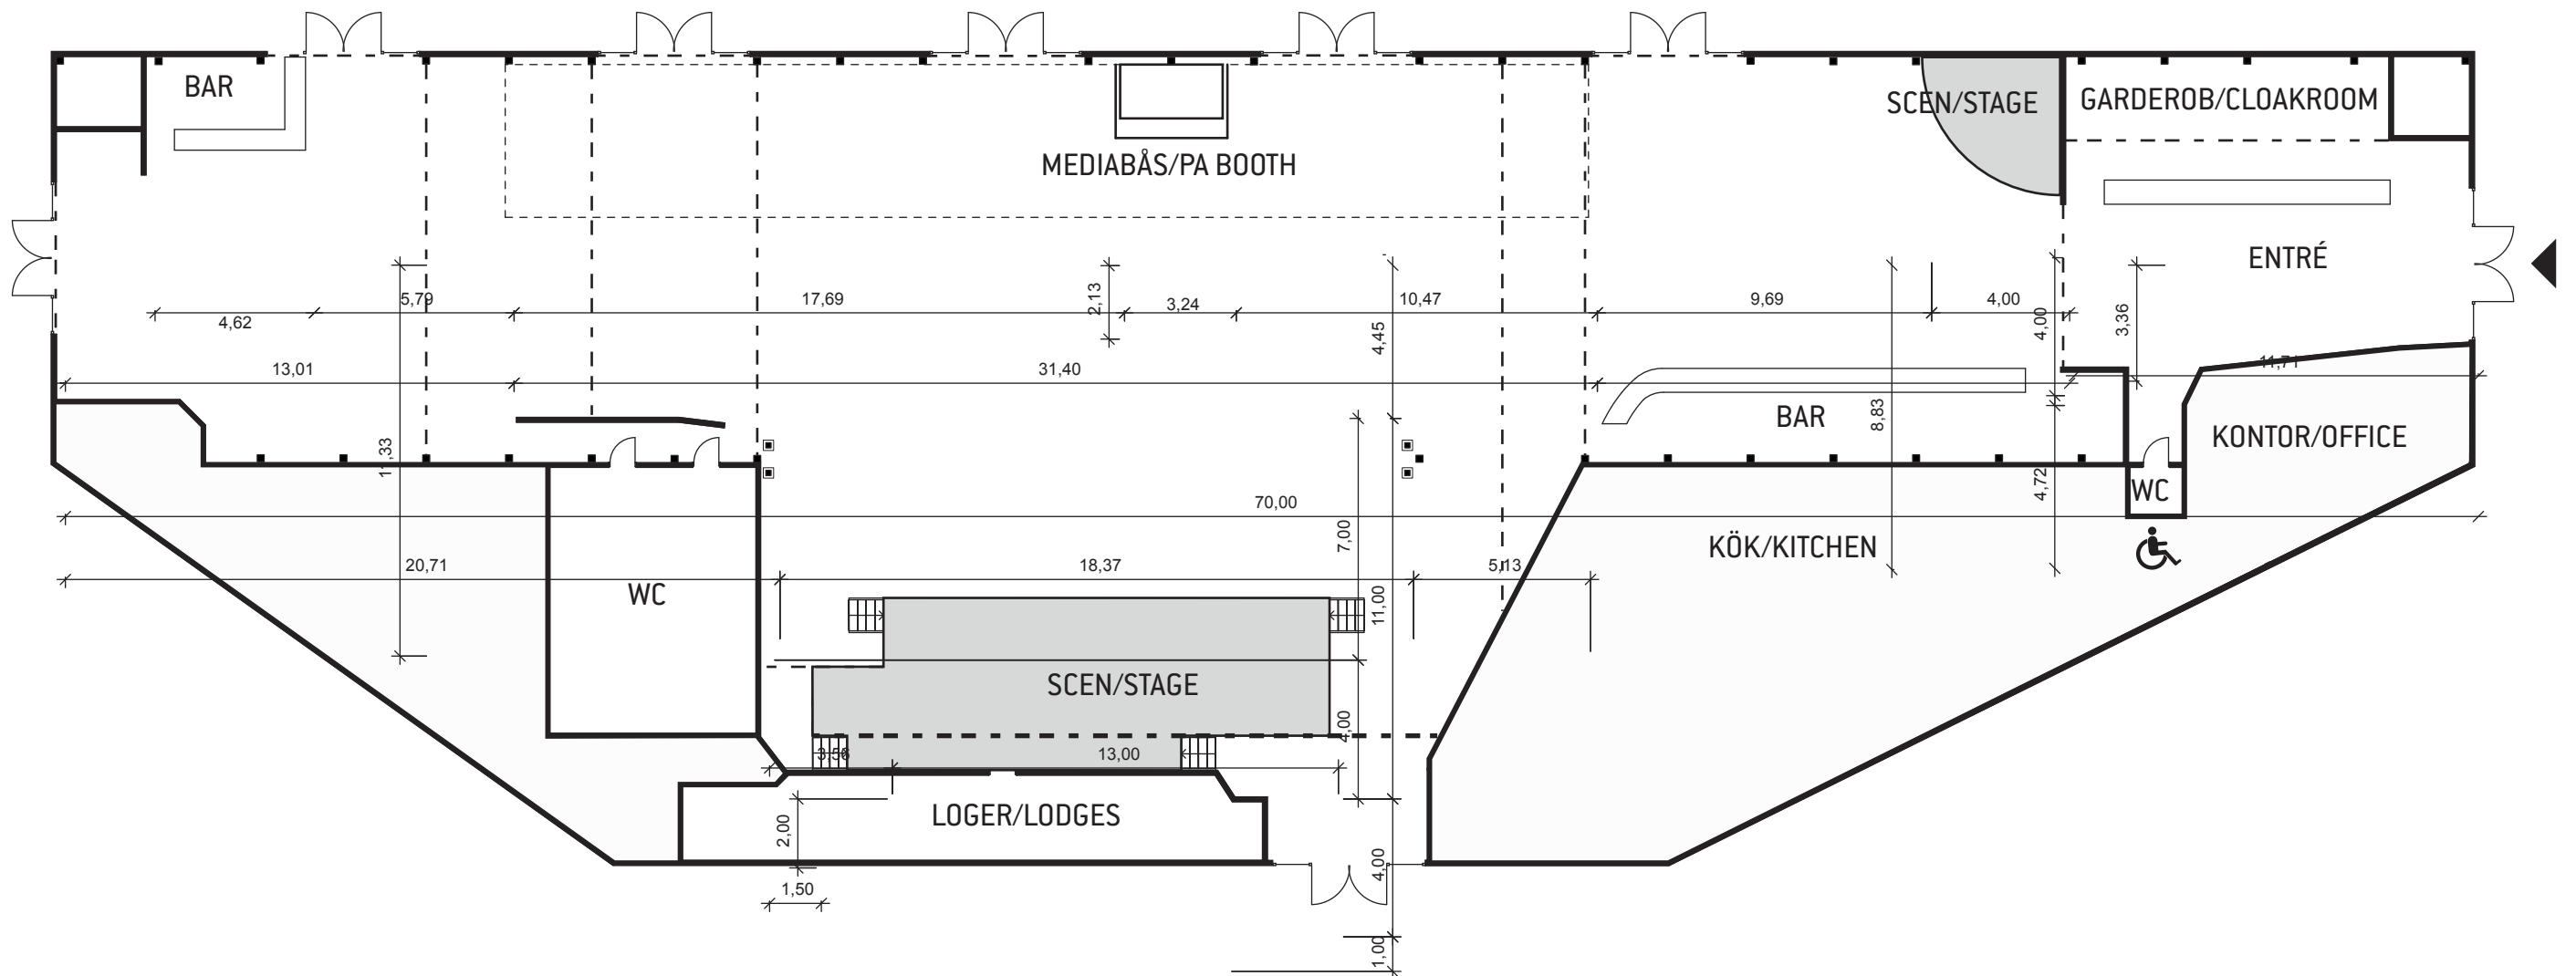 BAR
SCEN/STAGE
GARDEROB/CLOAKROOM
MEDIABÅS/PA BOOTH
ENTRÉ
5,79
17,69
2,13
3,24
10,47
9,69
4,00
4,62
4,45
4,00
3,36
13,01
31,40
11,71
BAR
8,83
KONTOR/OFFICE
11,33
4,72
WC
70,00
7,00
KÖK/KITCHEN
20,71
18,37
5,13
WC
11,00
SCEN/STAGE
4,00
3,56
13,00
LOGER/LODGES
2,00
4,00
1,50
1,00